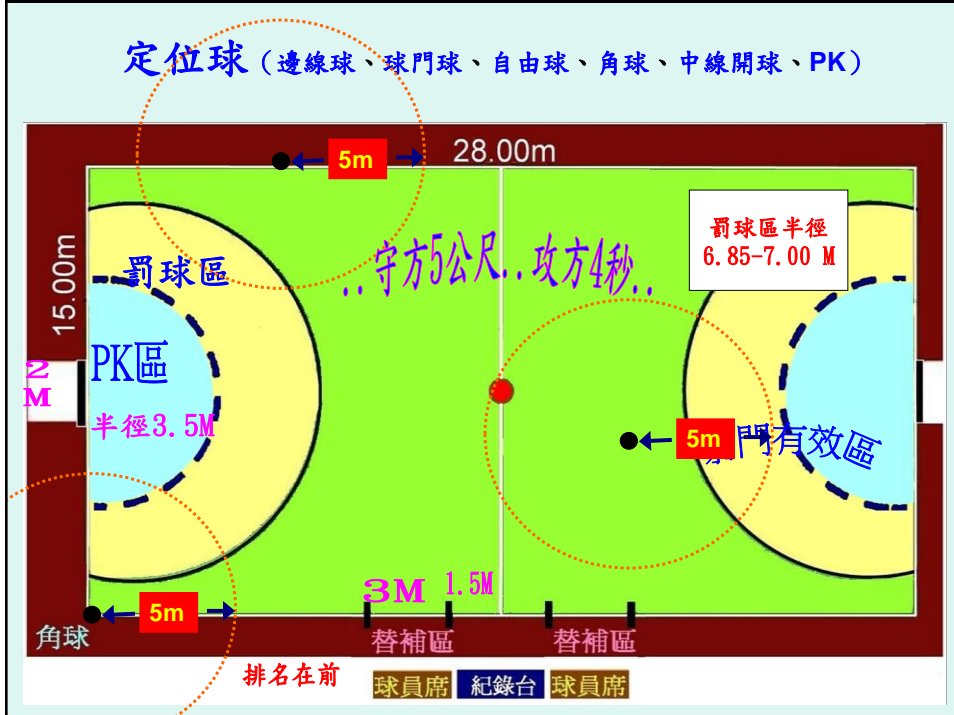 定位球（邊線球、球門球、自由球、角球、中線開球、PK）
5m
28.00m
罰球區半徑
6.85-7.00 M
..守方5公尺..攻方4秒..
罰球區
15.00m
PK區
2
M
半徑3.5M
5m
門有效區
3M 1.5M
5m
角球
替補區 替補區
排名在前
球員席 紀錄台 球員席